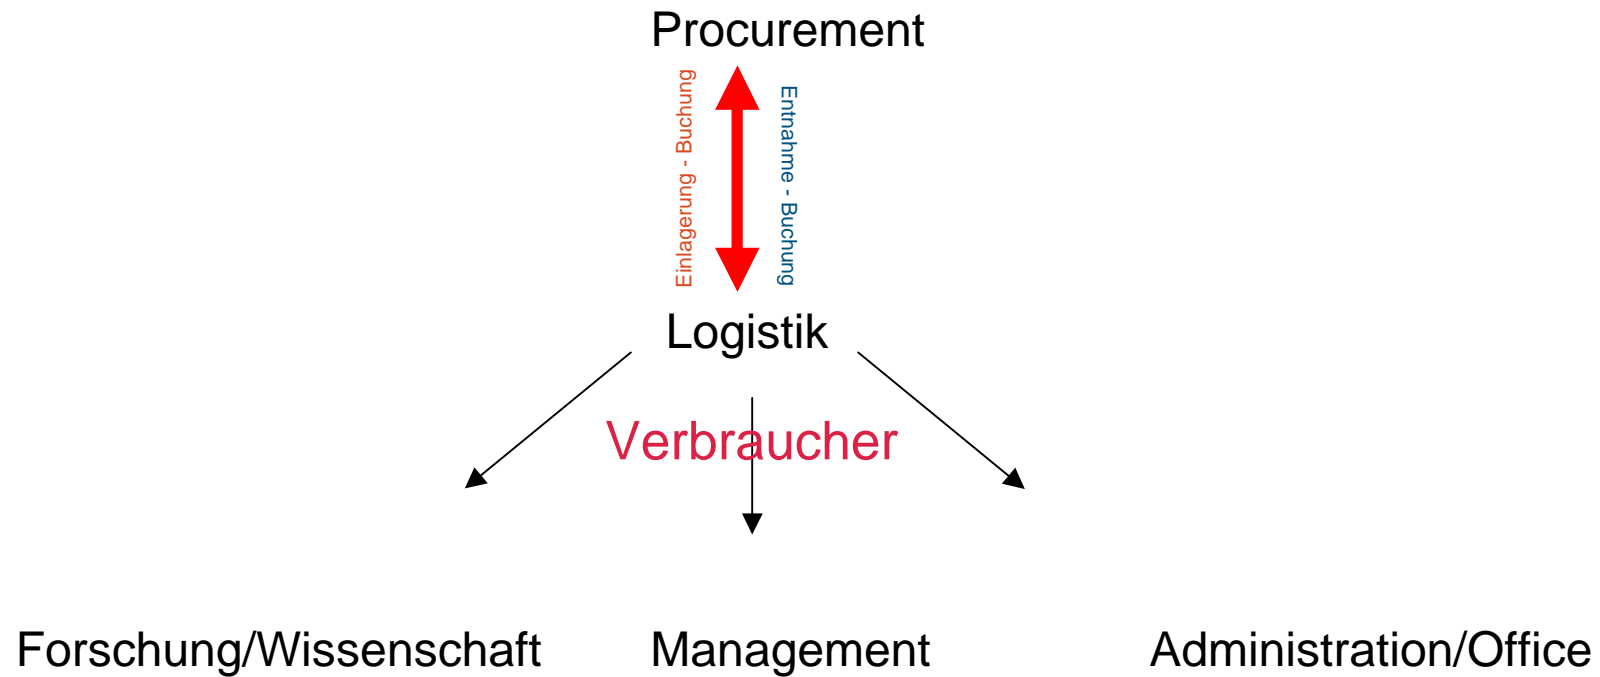 Procurement
Einlagerung - Buchung
Entnahme - Buchung
Logistik
Verbraucher
Forschung/Wissenschaft
Management
Administration/Office